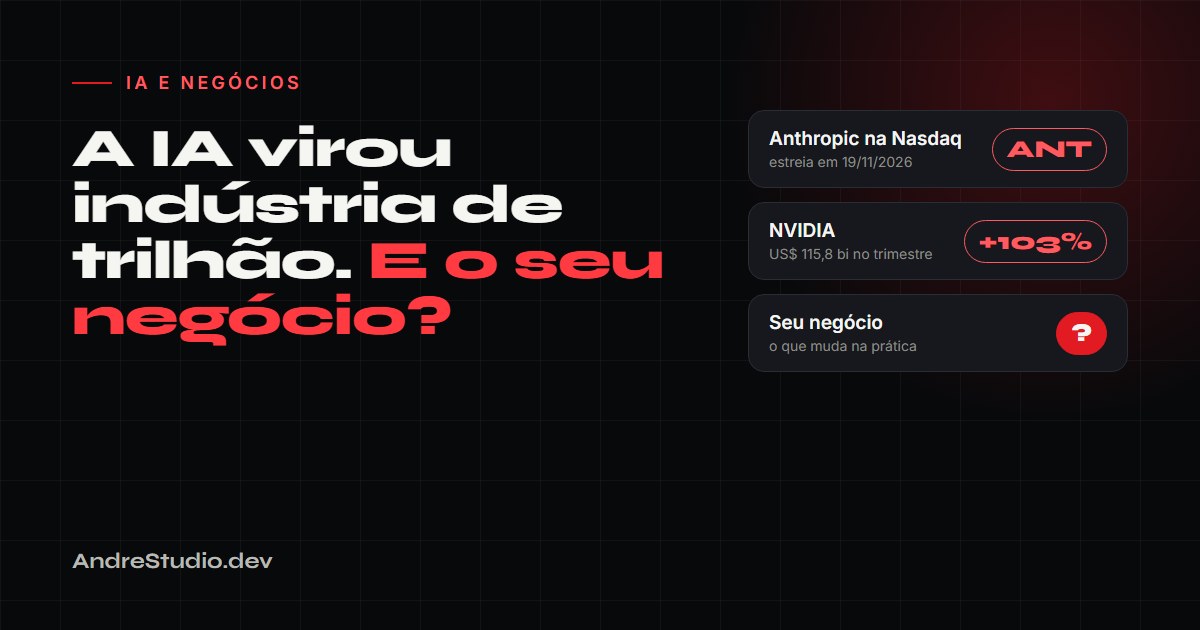 IA E NEGÓCIOS
A IA virou
indústria de
trilhão. E o seu
negócio?
Anthropic na Nasdaq
estreia em 19/11/2026
ANT
NVIDIA
US$ 115,8 bi no trimestre
+103%
Seu negócio
o que muda na prática
?
AndreStudio.dev